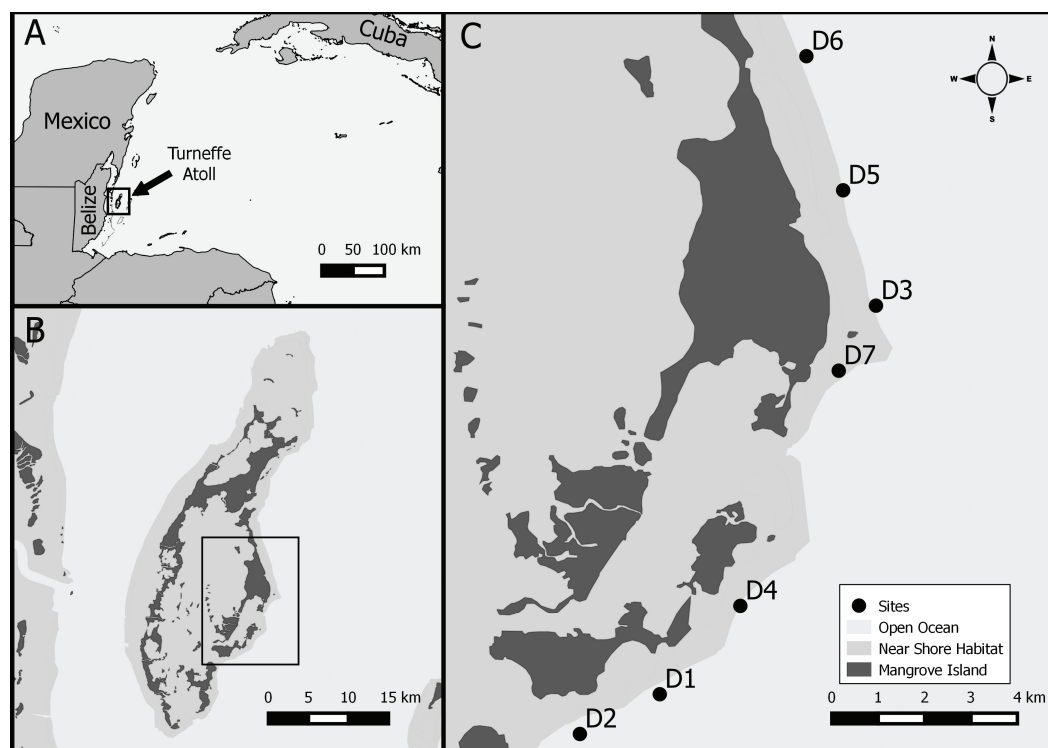 A
Cuba
Mexico
Turneffe
Atoll
Belize
0 50 100 km
B
0 5 10 15 km
C
D6
N
W E
S
D5
D3
D7
D4
D1
D2
Sites
Open Ocean
Near Shore Habitat
Mangrove Island
0 1 2 3 4 km